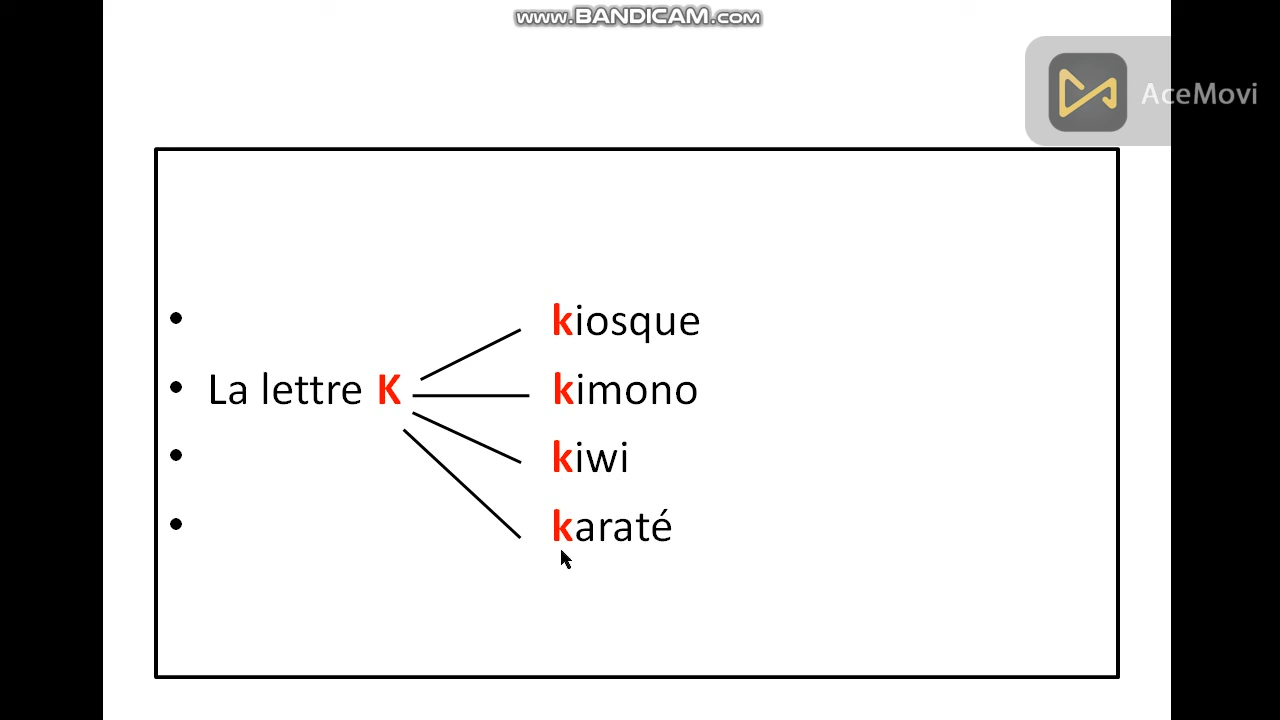 www.BANDICAM.com
AceMovi
kiosque
La lettre K kimono
kiwi
karaté